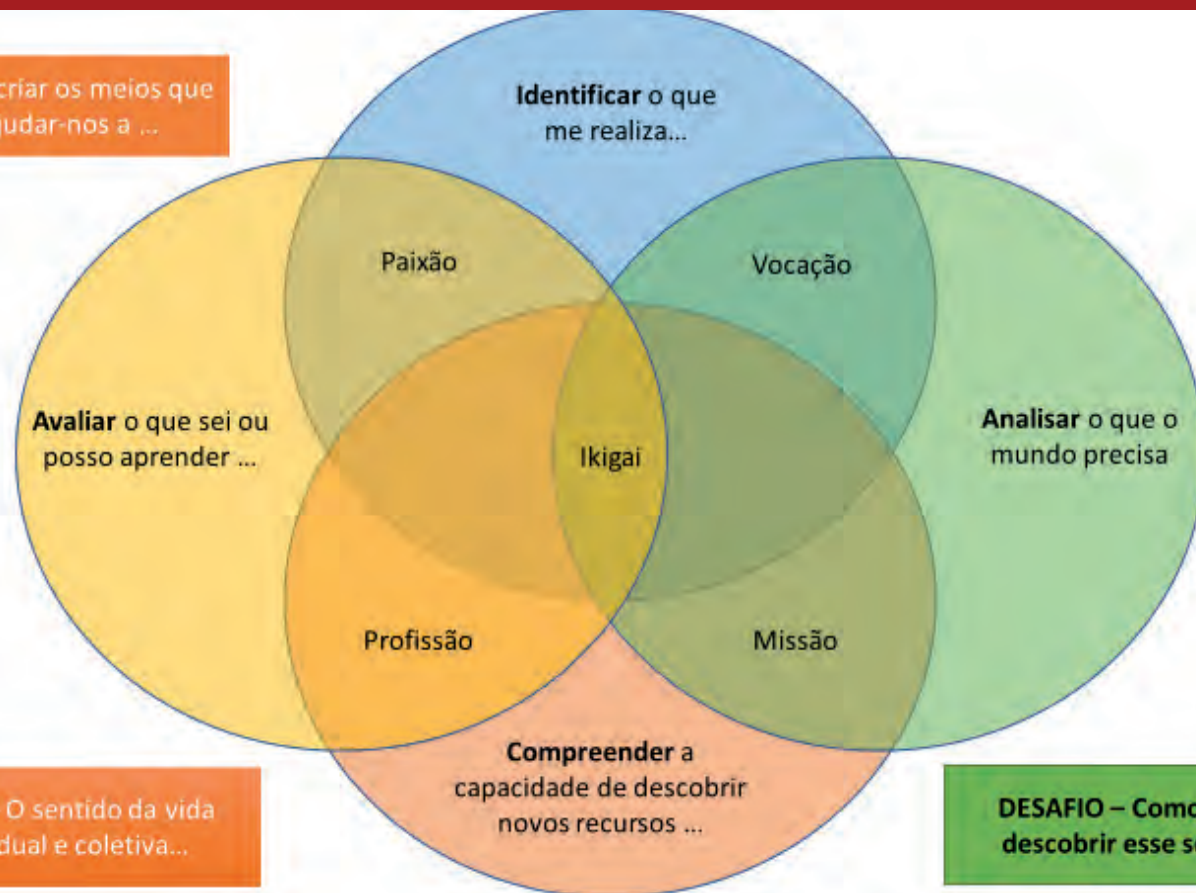 criar os meios que
judar-nos a ...
Identificar o que
me realiza...
Paixão
Vocação
Avaliar o que sei ou
posso aprender ...
Ikigai
Analisar o que o
mundo precisa
Profissão
Missão
Compreender a
capacidade de descobrir
novos recursos ...
O sentido da vida
dual e coletiva...
DESAFIO – Como
descobrir esse se